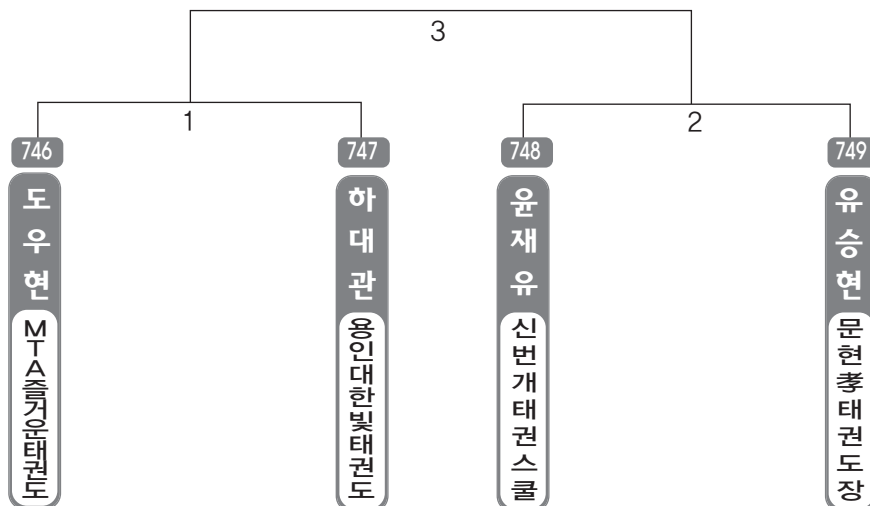 3
1
2
746
도우현
MTA즐거운태권도
747
하대관
용인대한빛태권도
748
윤재유
신번개태권스쿨
749
유승현
문현孝태권도장